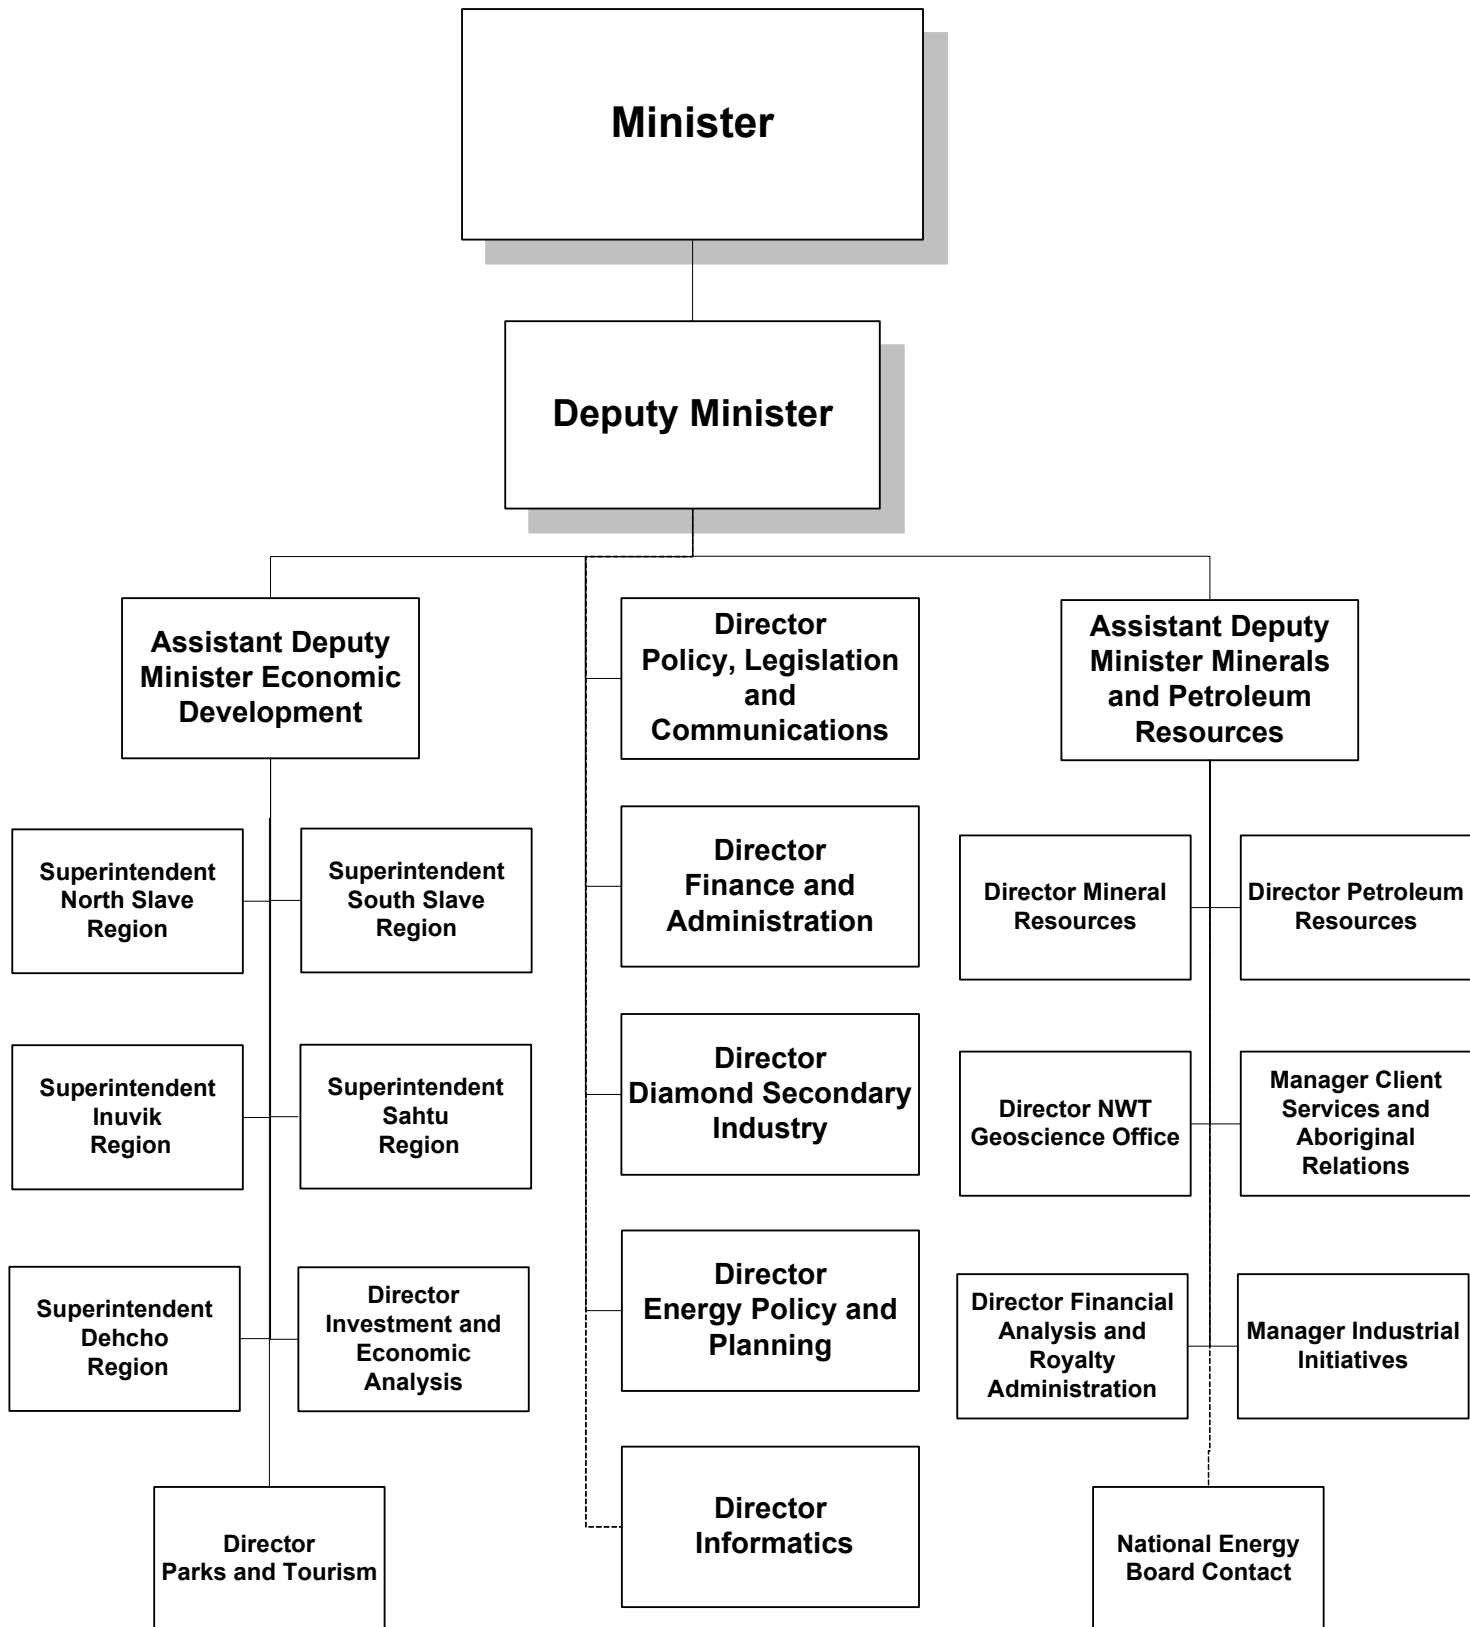 Minister
Deputy Minister
Assistant Deputy
Minister Economic
Development
Director
Policy, Legislation
and
Communications
Assistant Deputy
Minister Minerals
and Petroleum
Resources
Superintendent
North Slave
Region
Superintendent
South Slave
Region
Director
Finance and
Administration
Director Mineral
Resources
Director Petroleum
Resources
Superintendent
Inuvik
Region
Superintendent
Sahtu
Region
Director
Diamond Secondary
Industry
Director NWT
Geoscience Office
Manager Client
Services and
Aboriginal
Relations
Superintendent
Dehcho
Region
Director
Investment and
Economic
Analysis
Director
Energy Policy and
Planning
Director Financial
Analysis and
Royalty
Administration
Manager Industrial
Initiatives
Director
Parks and Tourism
Director
Informatics
National Energy
Board Contact